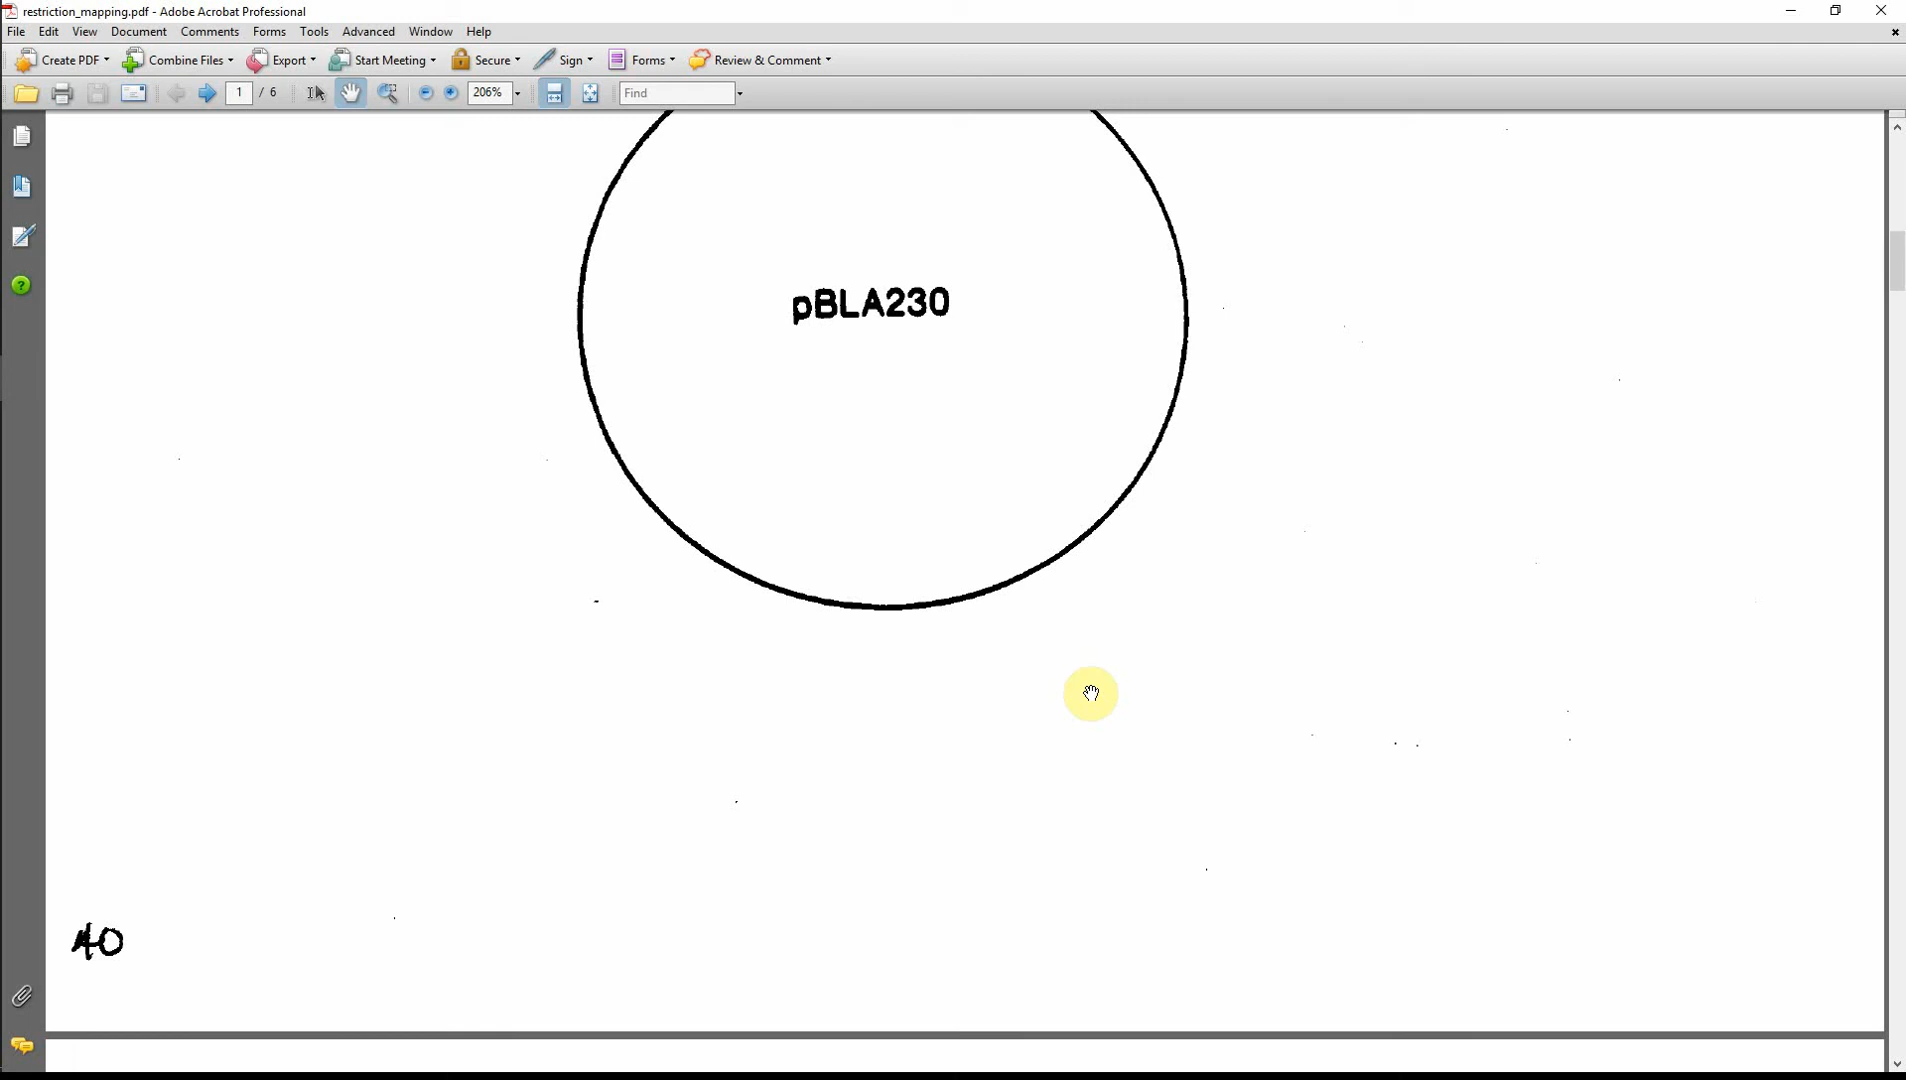 restriction_mapping.pdf - Adobe Acrobat Professional
File Edit View Document Comments Forms Tools Advanced Window Help
Create PDF Combine Files Export Start Meeting Secure Sign Forms Review & Comment
1 / 6 206% Find
pBLA230
40